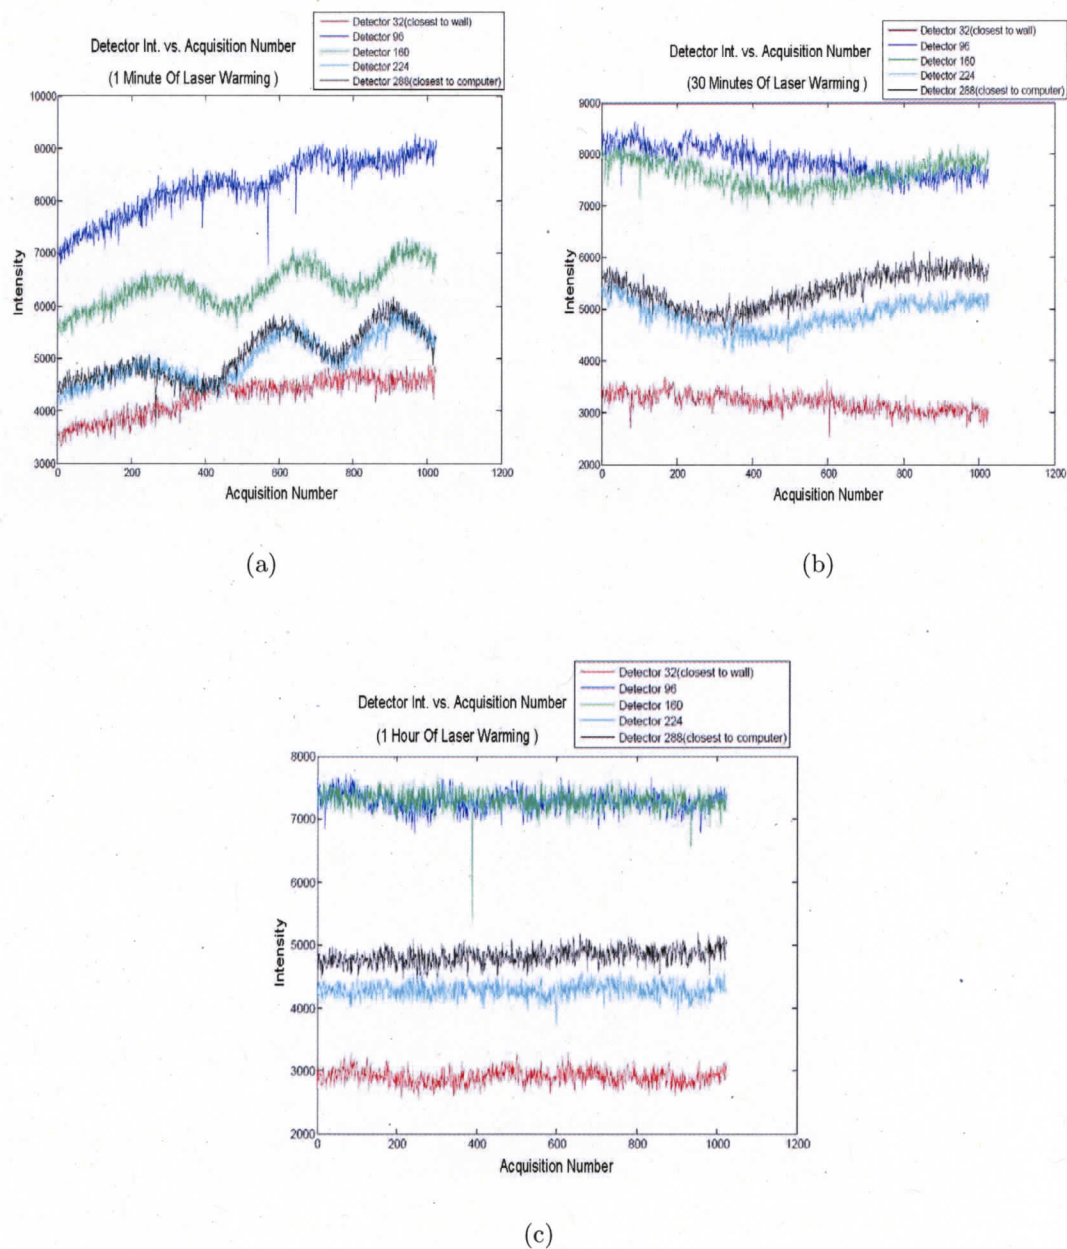 Detector Int. vs. Acquisition Number
(1 Minute Of Laser Warming )
Detector 32(closest to wall)
Detector 96
Detector 160
Detector 224
Detector 288(closest to computer)
10000
9000
8000
7000
6000
5000
4000
3000
Intensity
0
200
400
600
800
1000
1200
Acquisition Number
(a)
Detector Int. vs. Acquisition Number
(30 Minutes Of Laser Warming )
Detector 32(closest to wall)
Detector 96
Detector 160
Detector 224
Detector 288(closest to computer)
9000
8000
7000
6000
5000
4000
3000
2000
Intensity
0
200
400
600
800
1000
1200
Acquisition Number
(b)
Detector Int. vs. Acquisition Number
(1 Hour Of Laser Warming )
Detector 32(closest to wall)
Detector 96
Detector 160
Detector 224
Detector 288(closest to computer)
8000
7000
6000
5000
4000
3000
2000
Intensity
0
200
400
600
800
1000
1200
Acquisition Number
(c)